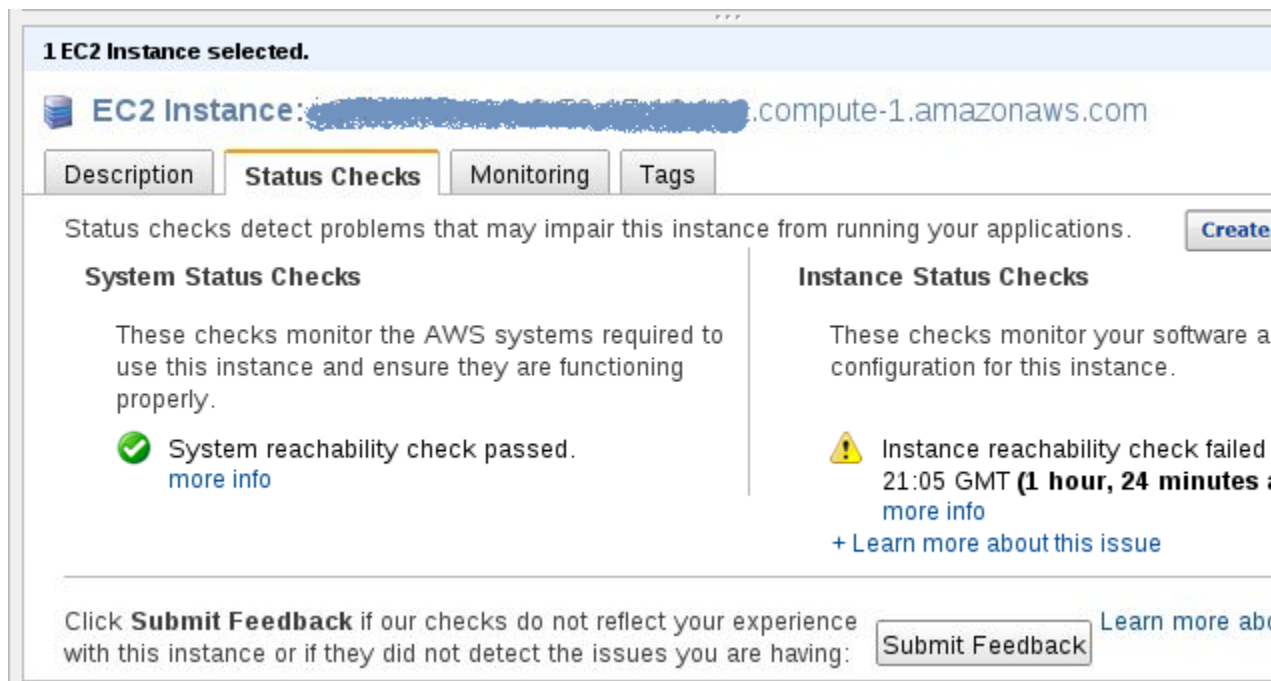 1 EC2 Instance selected.
EC2 Instance: .compute-1.amazonaws.com
Description Status Checks Monitoring Tags
Status checks detect problems that may impair this instance from running your applications. Create
System Status Checks
These checks monitor the AWS systems required to
use this instance and ensure they are functioning
properly.
System reachability check passed.
more info
Instance Status Checks
These checks monitor your software a
configuration for this instance.
Instance reachability check failed
21:05 GMT (1 hour, 24 minutes a
more info
+ Learn more about this issue
Click Submit Feedback if our checks do not reflect your experience
with this instance or if they did not detect the issues you are having:
Submit Feedback
Learn more abo